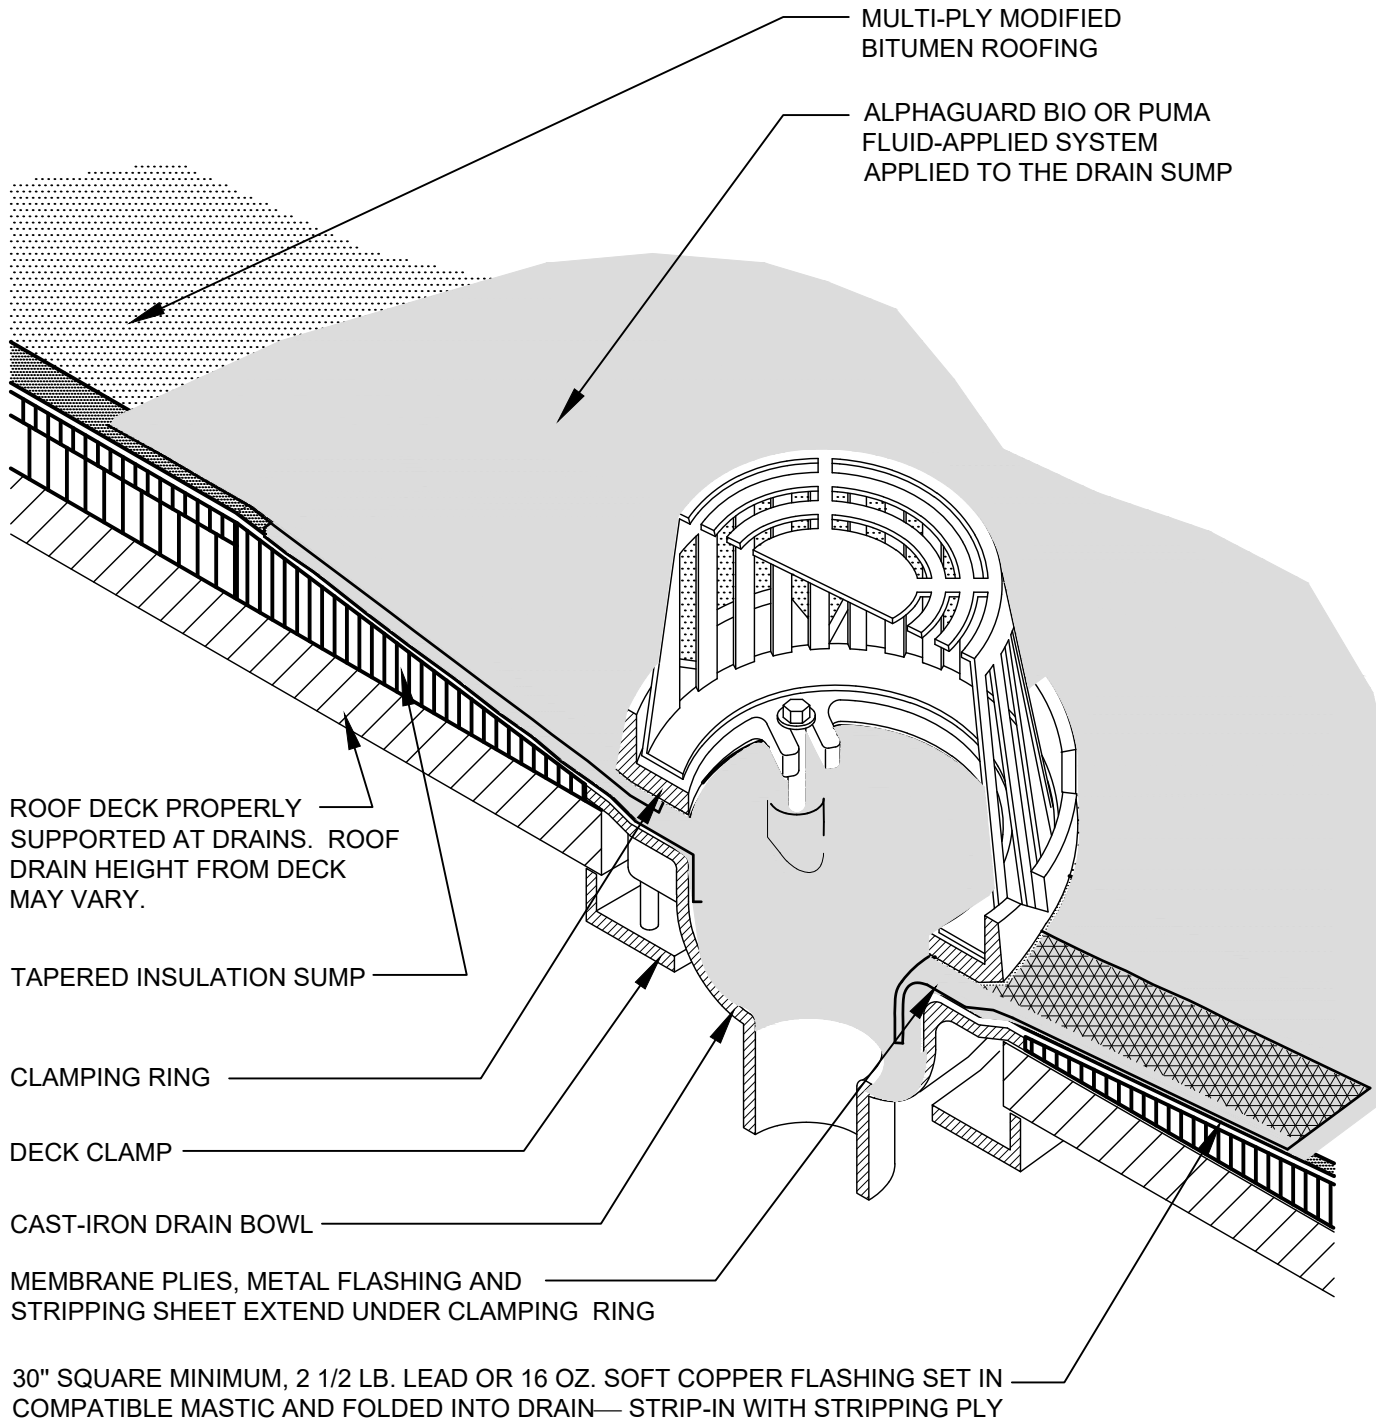 MULTI-PLY MODIFIED
BITUMEN ROOFING
ALPHAGUARD BIO OR PUMA
FLUID-APPLIED SYSTEM
APPLIED TO THE DRAIN SUMP
ROOF DECK PROPERLY
SUPPORTED AT DRAINS. ROOF
DRAIN HEIGHT FROM DECK
MAY VARY.
TAPERED INSULATION SUMP
CLAMPING RING
DECK CLAMP
CAST-IRON DRAIN BOWL
MEMBRANE PLIES, METAL FLASHING AND
STRIPPING SHEET EXTEND UNDER CLAMPING RING
30" SQUARE MINIMUM, 2 1/2 LB. LEAD OR 16 OZ. SOFT COPPER FLASHING SET IN
COMPATIBLE MASTIC AND FOLDED INTO DRAIN— STRIP-IN WITH STRIPPING PLY